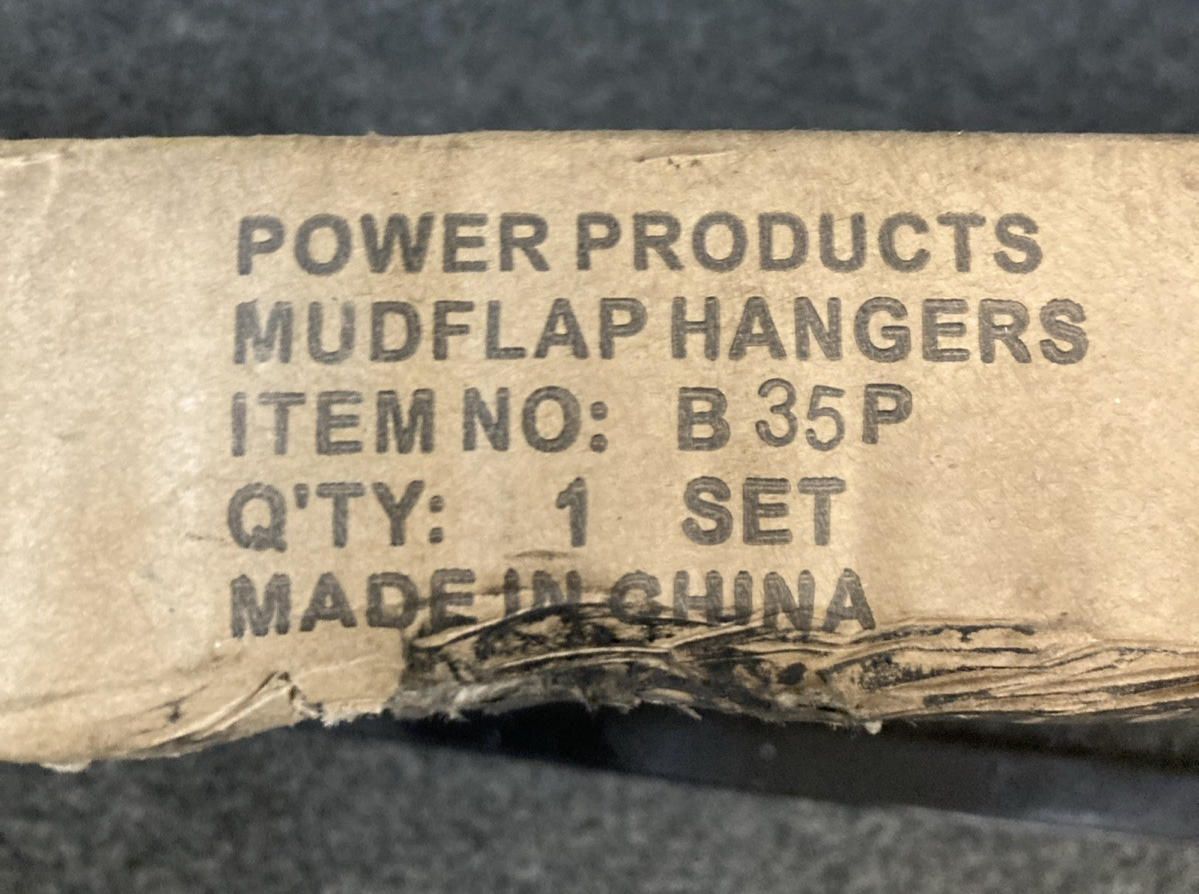 POWER PRODUCTS
MUDFLAP HANGERS
ITEM NO: B 35P
Q'TY: 1 SET
MADE IN CHINA